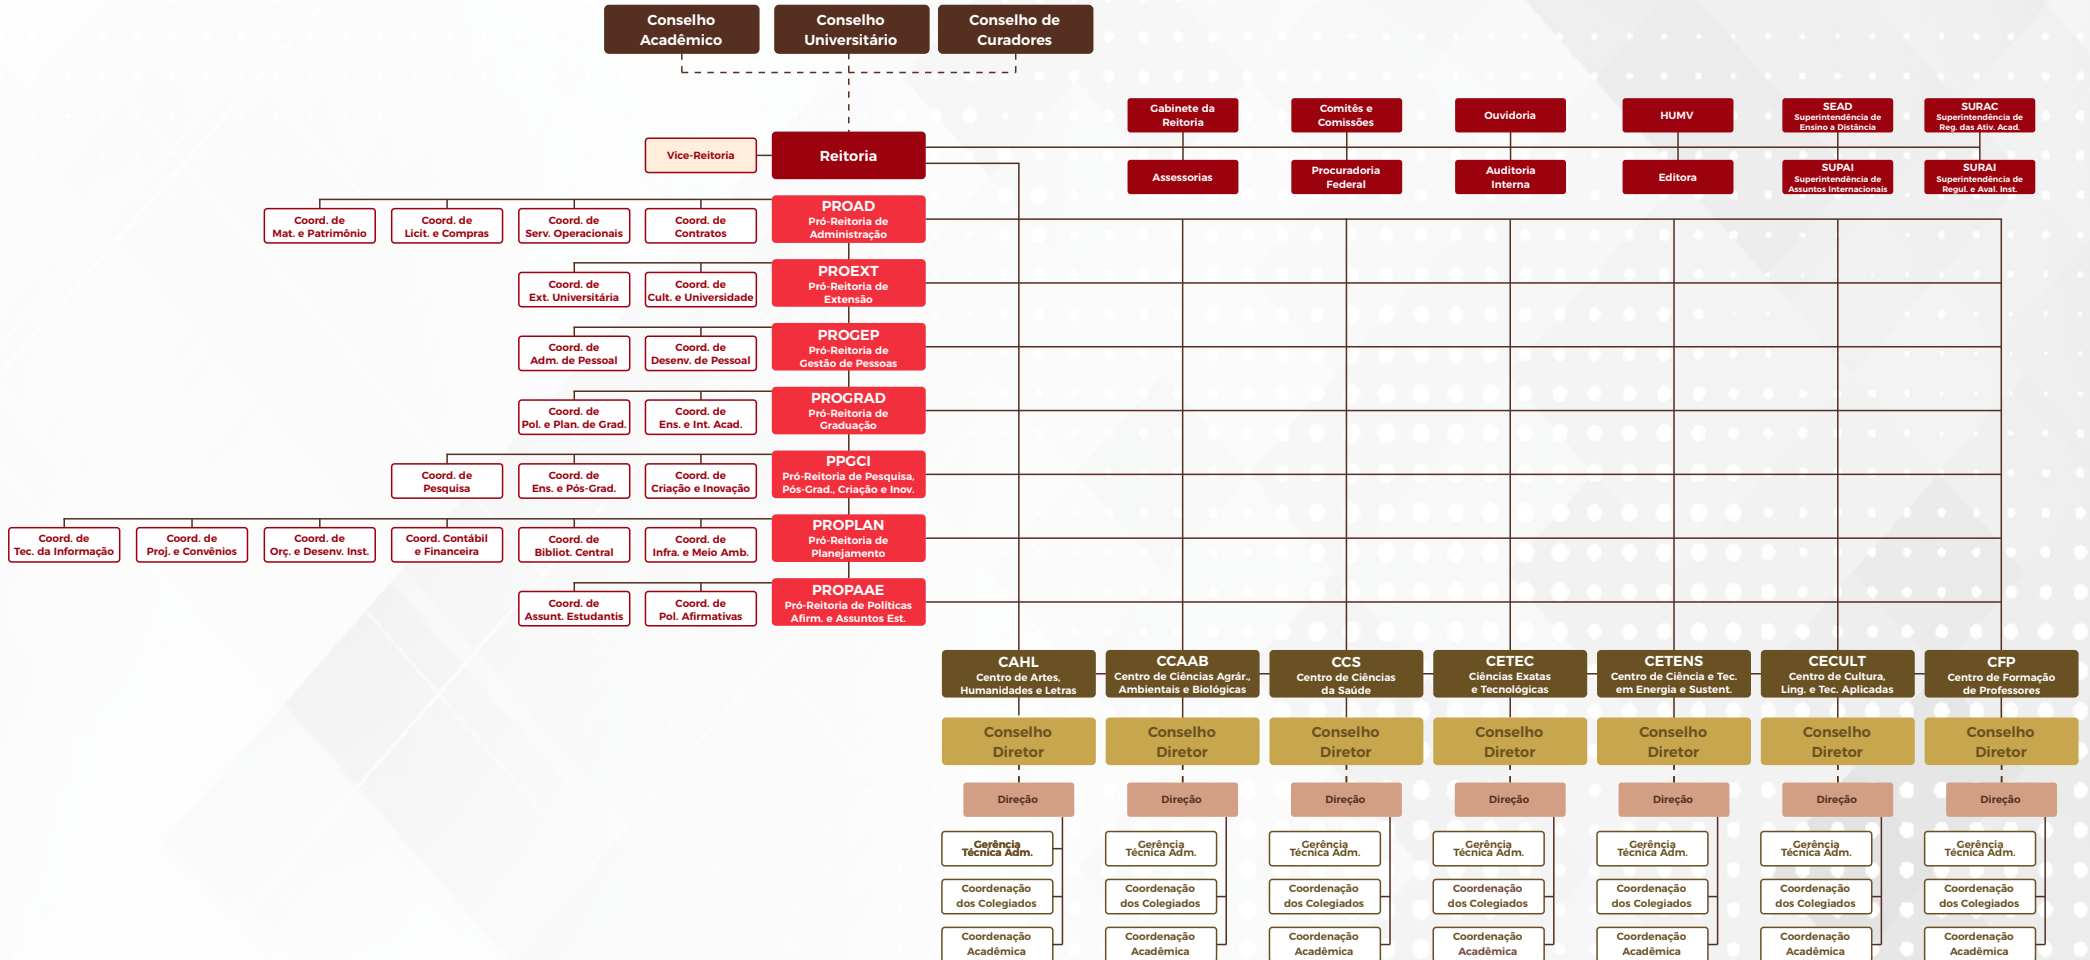 Conselho
Acadêmico
Conselho
Universitário
Conselho de
Curadores
Gabinete da
Reitoria
Comitês e
Comissões
Ouvidoria
HUMV
SEAD
Superintendência de
Ensino a Distância
SURAC
Superintendência de
Reg. das Ativ. Acad.
Vice-Reitoria
Reitoria
Assessorias
Procuradoria
Federal
Auditoria
Interna
Editora
SUPAI
Superintendência de
Assuntos Internacionais
SURAI
Superintendência de
Regul. e Aval. Inst.
Coord. de
Mat. e Patrimônio
Coord. de
Licit. e Compras
Coord. de
Serv. Operacionais
Coord. de
Contratos
PROAD
Pró-Reitoria de
Administração
Coord. de
Ext. Universitária
Coord. de
Cult. e Universidade
PROEXT
Pró-Reitoria de
Extensão
Coord. de
Adm. de Pessoal
Coord. de
Desenv. de Pessoal
PROGEP
Pró-Reitoria de
Gestão de Pessoas
Coord. de
Pol. e Plan. de Grad.
Coord. de
Ens. e Int. Acad.
PROGRAD
Pró-Reitoria de
Graduação
Coord. de
Pesquisa
Coord. de
Ens. e Pós-Grad.
Coord. de
Criação e Inovação
PPGCI
Pró-Reitoria de Pesquisa,
Pós-Grad., Criação e Inov.
Coord. de
Tec. da Informação
Coord. de
Proj. e Convênios
Coord. de
Orç. e Desenv. Inst.
Coord. Contábil
e Financeira
Coord. de
Bibliot. Central
Coord. de
Infra. e Meio Amb.
PROPLAN
Pró-Reitoria de
Planejamento
Coord. de
Assunt. Estudantis
Coord. de
Pol. Afirmativas
PROPAAE
Pró-Reitoria de Políticas
Afirm. e Assuntos Est.
CAHL
Centro de Artes,
Humanidades e Letras
CCAAB
Centro de Ciências Agrár.,
Ambientais e Biológicas
CCS
Centro de Ciências
da Saúde
CETEC
Ciências Exatas
e Tecnológicas
CETENS
Centro de Ciência e Tec.
em Energia e Sustent.
CECULT
Centro de Cultura,
Ling. e Tec. Aplicadas
CFP
Centro de Formação
de Professores
Conselho
Diretor
Conselho
Diretor
Conselho
Diretor
Conselho
Diretor
Conselho
Diretor
Conselho
Diretor
Conselho
Diretor
Direção
Direção
Direção
Direção
Direção
Direção
Direção
Gerência
Técnica Adm.
Gerência
Técnica Adm.
Gerência
Técnica Adm.
Gerência
Técnica Adm.
Gerência
Técnica Adm.
Gerência
Técnica Adm.
Gerência
Técnica Adm.
Coordenação
dos Colegiados
Coordenação
dos Colegiados
Coordenação
dos Colegiados
Coordenação
dos Colegiados
Coordenação
dos Colegiados
Coordenação
dos Colegiados
Coordenação
dos Colegiados
Coordenação
Acadêmica
Coordenação
Acadêmica
Coordenação
Acadêmica
Coordenação
Acadêmica
Coordenação
Acadêmica
Coordenação
Acadêmica
Coordenação
Acadêmica